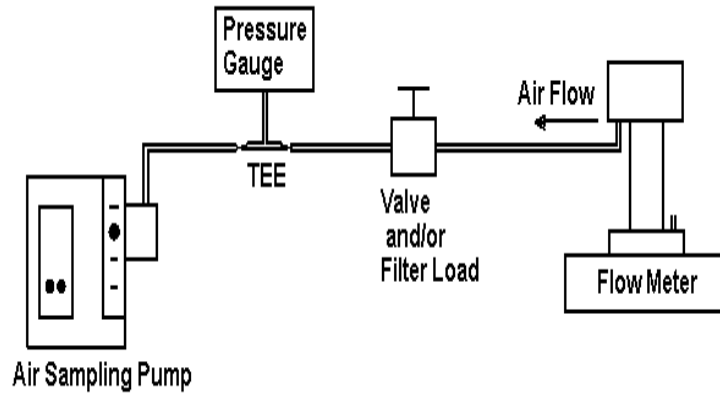 Pressure
Gauge
Air Flow
TEE
Valve
and/or
Filter Load
Flow Meter
Air Sampling Pump